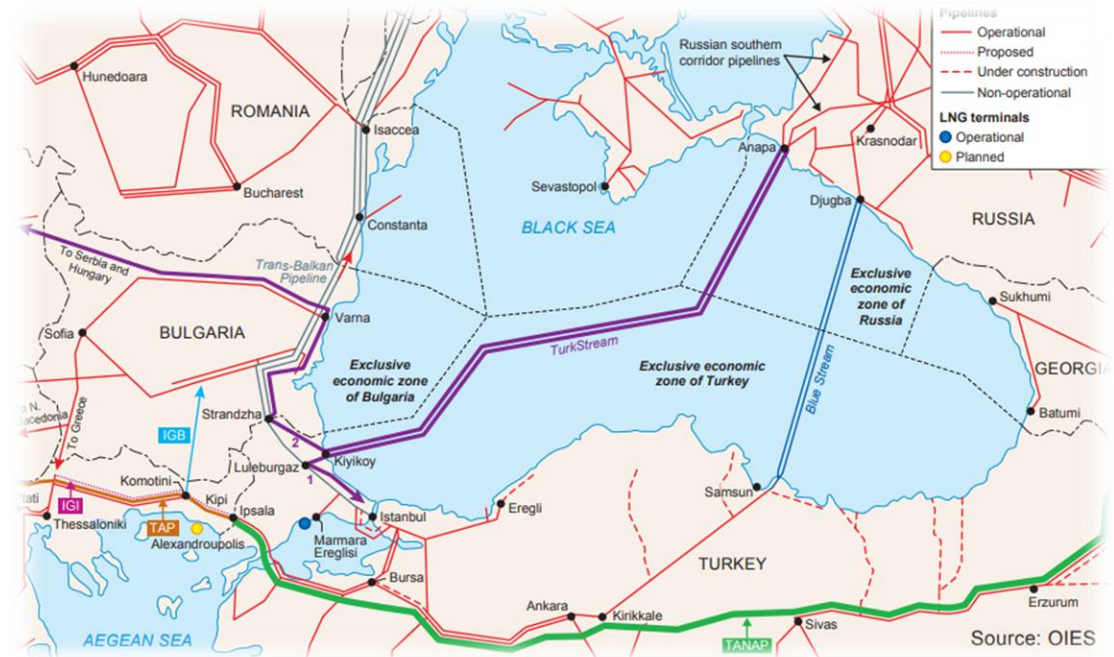 Pipelines
Operational
Proposed
Under construction
Non-operational
LNG terminals
Operational
Planned
Russian southern
corridor pipelines
Hunedoara
ROMANIA
Isaccea
Bucharest
Constanta
Sevastopol
BLACK SEA
Anapa
Krasnodar
Djugba
RUSSIA
To Serbia and
Hungary
Trans-Balkan
Pipeline
Varna
Sofia
BULGARIA
Exclusive
economic zone
of Bulgaria
TurkStream
Exclusive economic
zone of Turkey
Exclusive
economic
zone of
Russia
Blue Stream
Sukhumi
GEORGIA
Batumi
to N.
Macedonia
To Greece
IGB
Strandzha
2
Kiyikoy
Luleburgaz
1
Komotini
Kipi
Ipsala
IGI
TAP
Thessaloniki
Alexandroupolis
Istanbul
Marmara
Ereglisi
Eregli
Samsun
Bursa
TURKEY
Ankara
Kirikkale
Sivas
Erzurum
TANAP
AEGEAN SEA
Source: OIES